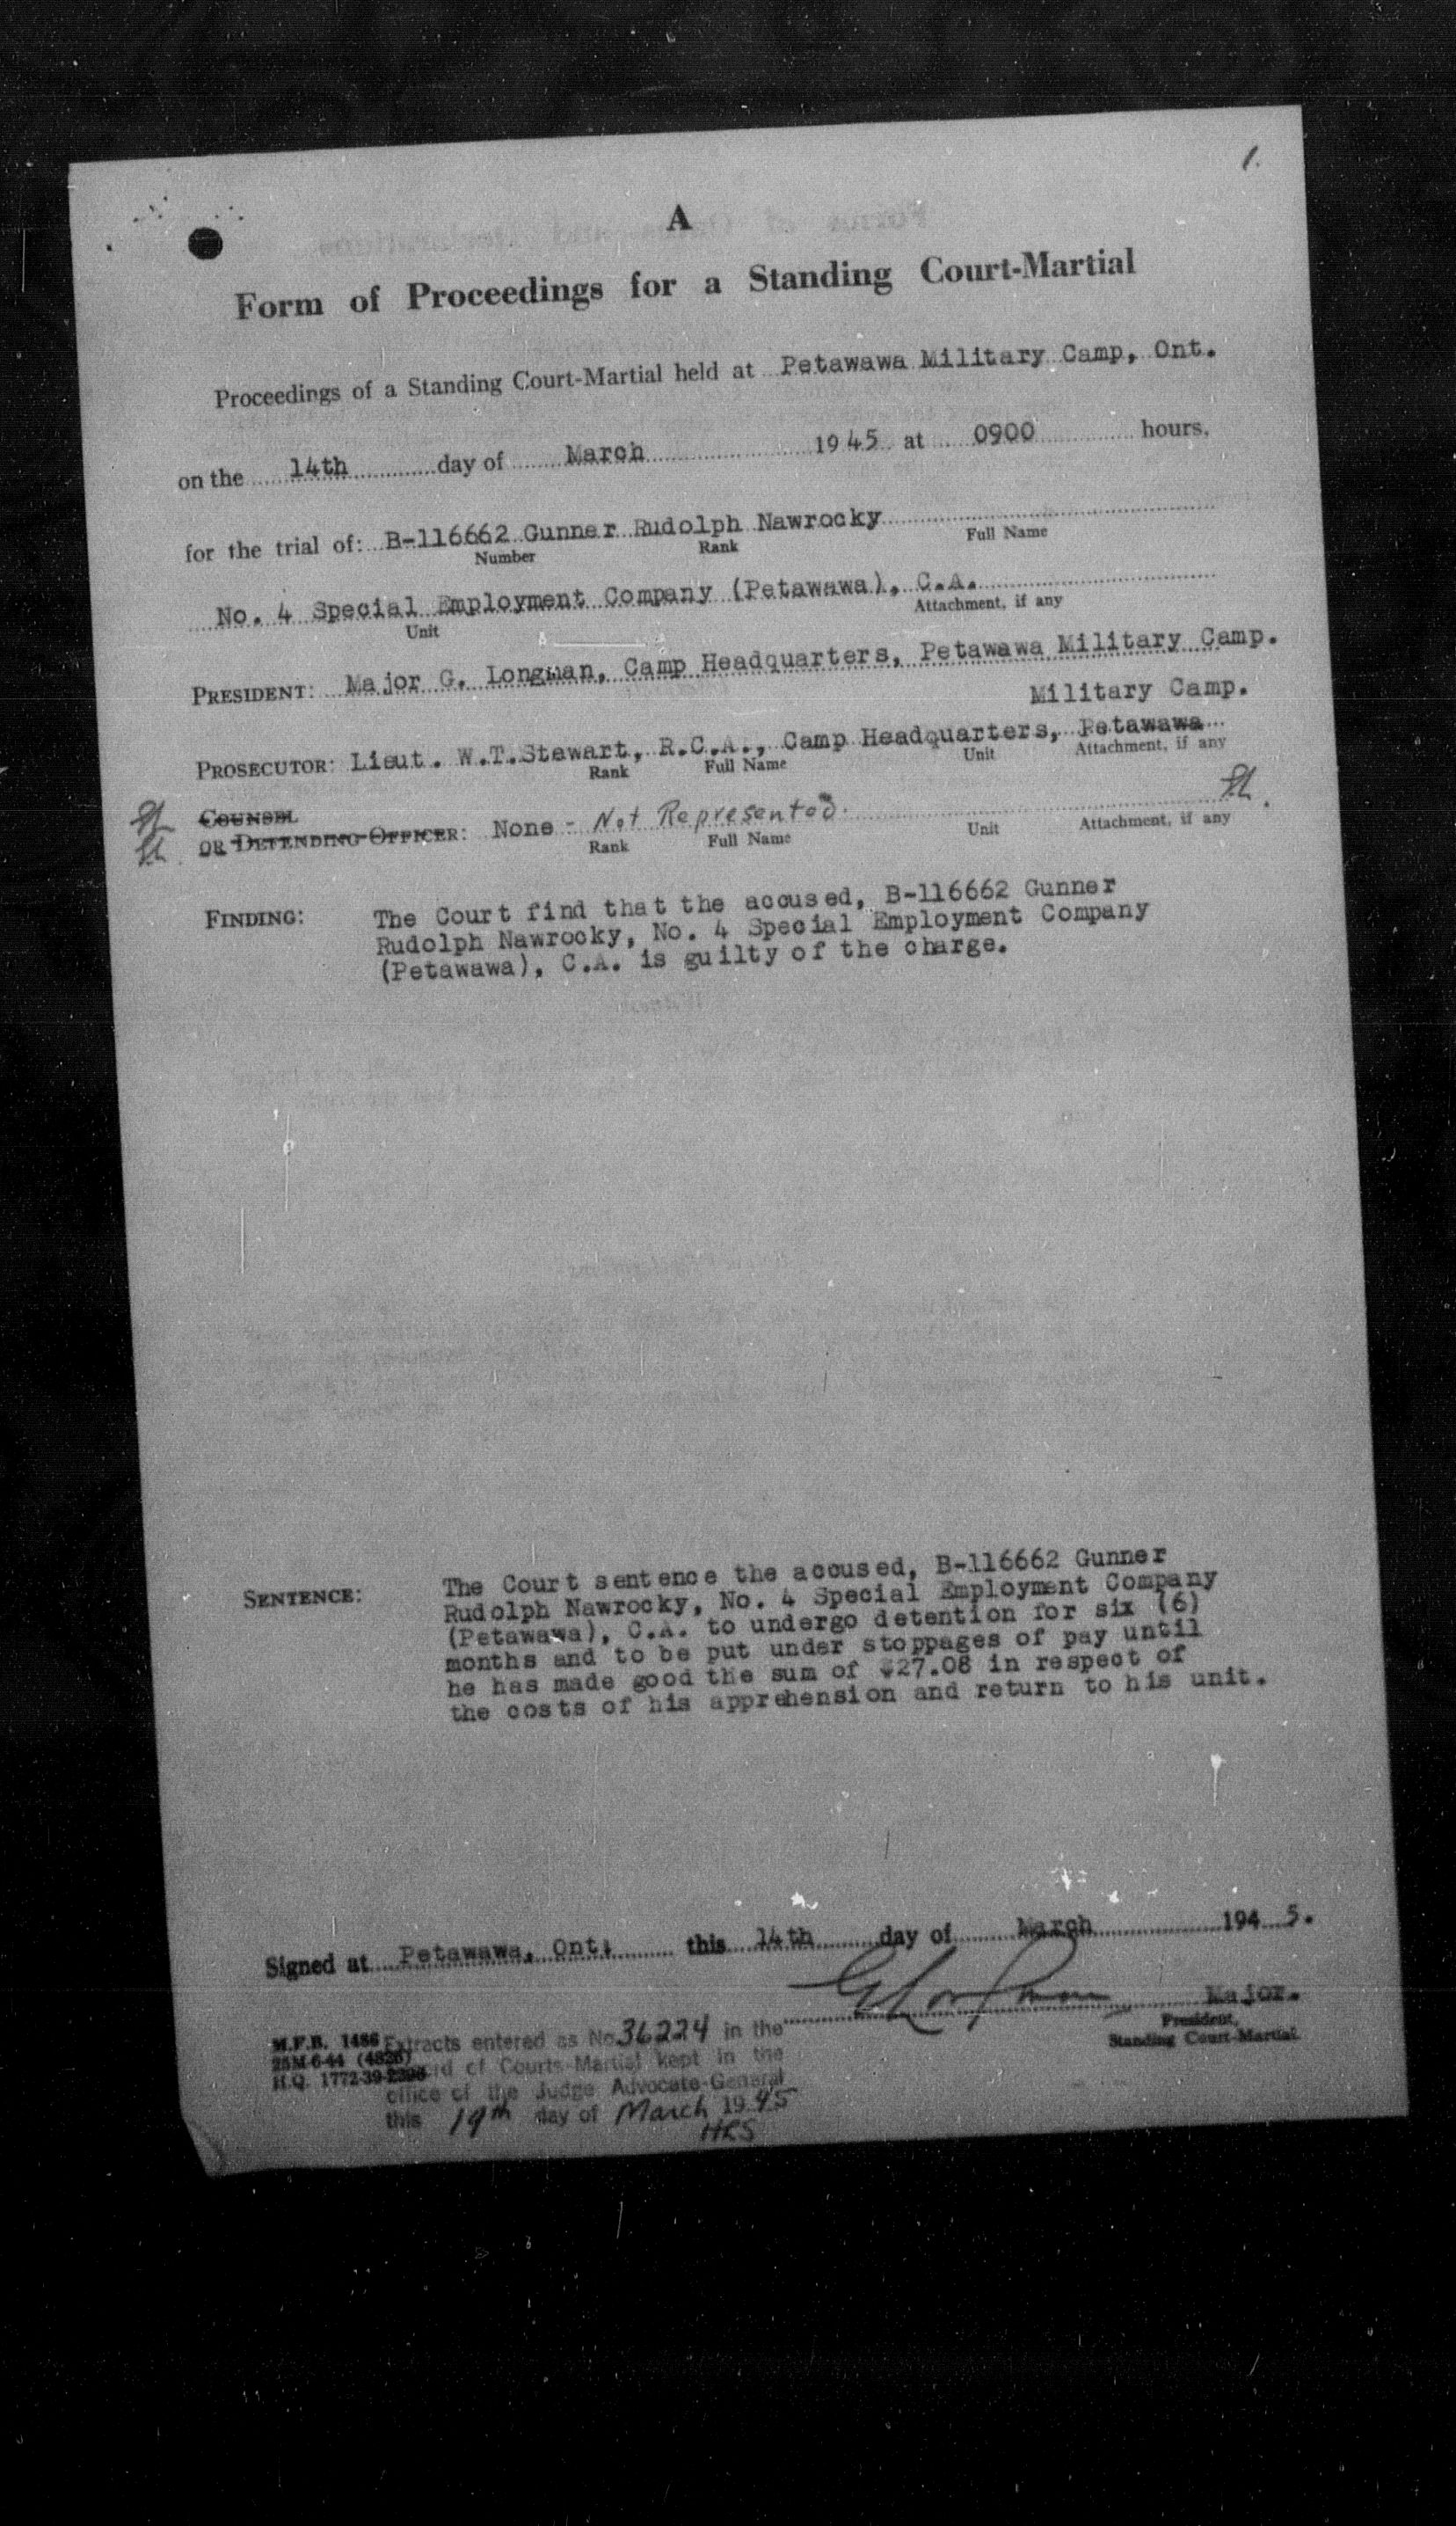 1.
A
Form of Proceedings for a Standing Court-Martial
Proceedings of a Standing Court-Martial held at Petawawa Military Camp, Ont.
on the 14th day of March 1945 at 0900 hours,
for the trial of: B-116662 Gunner Rudolph Nawrocky
Number Rank Full Name
No. 4 Special Employment Company (Petawawa), C.A.
Unit Attachment, if any
PRESIDENT: Major G. Longman, Camp Headquarters, Petawawa Military Camp.
Military Camp.
PROSECUTOR: Lieut. W.T.Stewart, R.C.A., Camp Headquarters, Petawawa
Rank Full Name Unit Attachment, if any
COUNSEL
OR DEFENDING OFFICER: None - Not Represented.
Rank Full Name Unit Attachment, if any
FINDING: The Court find that the accused, B-116662 Gunner
Rudolph Nawrocky, No. 4 Special Employment Company
(Petawawa), C.A. is guilty of the charge.
SENTENCE: The Court sentence the accused, B-116662 Gunner
Rudolph Nawrocky, No. 4 Special Employment Company
(Petawawa), C.A. to undergo detention for six (6)
months and to be put under stoppages of pay until
he has made good the sum of $27.08 in respect of
the costs of his apprehension and return to his unit.
Signed at Petawawa, Ont. this 14th day of March 1945.
G Longman Major.
President,
Standing Court-Martial
M.F.B. 1486 Extracts entered as No 36224 in the
25M-6-44 (4826) Record of Courts-Martial kept in the
H.Q. 1772-39- office of the Judge Advocate-General
this 19th day of March 1945
HRS